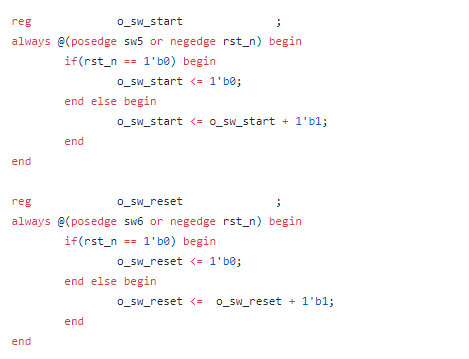 reg o_sw_start ;
always @(posedge sw5 or negedge rst_n) begin
if(rst_n == 1'b0) begin
o_sw_start <= 1'b0;
end else begin
o_sw_start <= o_sw_start + 1'b1;
end
end
reg o_sw_reset ;
always @(posedge sw6 or negedge rst_n) begin
if(rst_n == 1'b0) begin
o_sw_reset <= 1'b0;
end else begin
o_sw_reset <= o_sw_reset + 1'b1;
end
end